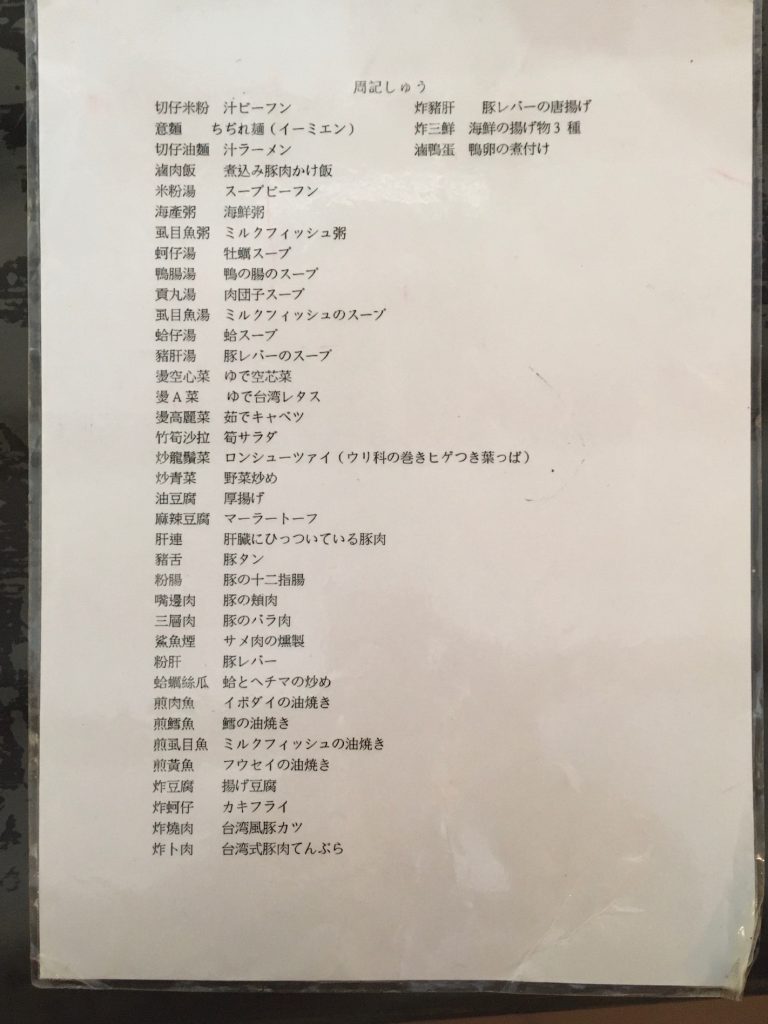 周記しゅう
切仔米粉 汁ビーフン
意麵 ちぢれ麺(イーミエン)
切仔油麵 汁ラーメン
滷肉飯 煮込み豚肉かけ飯
米粉湯 スープビーフン
海產粥 海鮮粥
虱目魚粥 ミルクフィッシュ粥
蚵仔湯 牡蠣スープ
鴨腸湯 鴨の腸のスープ
貢丸湯 肉団子スープ
虱目魚湯 ミルクフィッシュのスープ
蛤仔湯 蛤スープ
豬肝湯 豚レバーのスープ
燙空心菜 ゆで空芯菜
燙A菜 ゆで台湾レタス
燙高麗菜 茹でキャベツ
竹筍沙拉 筍サラダ
炒龍鬚菜 ロンシューツァイ(ウリ科の巻きヒゲつき葉っぱ)
炒青菜 野菜炒め
油豆腐 厚揚げ
麻辣豆腐 マーラートーフ
肝連 肝臓にひっついている豚肉
豬舌 豚タン
粉腸 豚の十二指腸
嘴邊肉 豚の頬肉
三層肉 豚のバラ肉
鯊魚煙 サメ肉の燻製
粉肝 豚レバー
蛤蠣絲瓜 蛤とヘチマの炒め
煎肉魚 イボダイの油焼き
煎鱈魚 鱈の油焼き
煎虱目魚 ミルクフィッシュの油焼き
煎黃魚 フウセイの油焼き
炸豆腐 揚げ豆腐
炸蚵仔 カキフライ
炸燒肉 台湾風豚カツ
炸卜肉 台湾式豚肉てんぷら
炸豬肝 豚レバーの唐揚げ
炸三鮮 海鮮の揚げ物3種
滷鴨蛋 鴨卵の煮付け